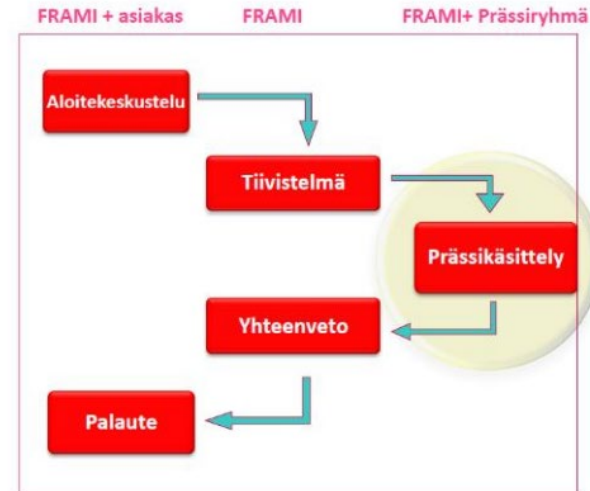 FRAMI + asiakas
FRAMI
FRAMI+ Prässiryhmä
Aloitekeskustelu
Tiivistelmä
Prässikäsittely
Yhteenveto
Palaute